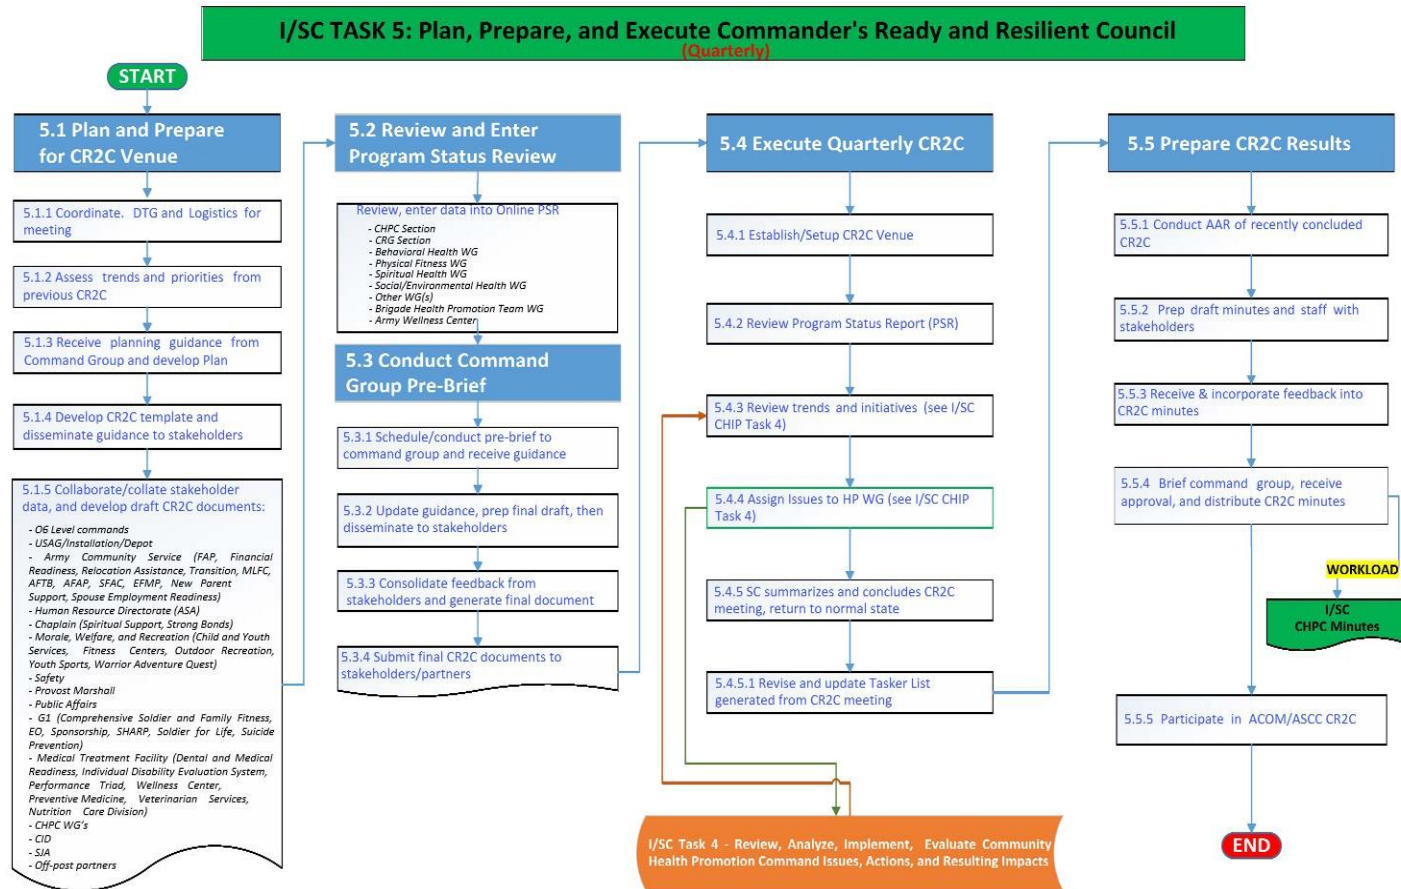 I/SC TASK 5: Plan, Prepare, and Execute Commander's Ready and Resilient Council
(Quarterly)
START
5.1 Plan and Prepare
for CR2C Venue
5.1.1 Coordinate. DTG and Logistics for
meeting
5.1.2 Assess trends and priorities from
previous CR2C
5.1.3 Receive planning guidance from
Command Group and develop Plan
5.1.4 Develop CR2C template and
disseminate guidance to stakeholders
5.1.5 Collaborate/collate stakeholder
data, and develop draft CR2C documents:
- O6 Level commands
- USAG/Installation/Depot
- Army Community Service (FAP, Financial
Readiness, Relocation Assistance, Transition, MLFC,
AFTB, AFAP, SFAC, EFMP, New Parent
Support, Spouse Employment Readiness)
- Human Resource Directorate (ASA)
- Chaplain (Spiritual Support, Strong Bonds)
- Morale, Welfare, and Recreation (Child and Youth
Services, Fitness Centers, Outdoor Recreation,
Youth Sports, Warrior Adventure Quest)
- Safety
- Provost Marshall
- Public Affairs
- G1 (Comprehensive Soldier and Family Fitness,
EO, Sponsorship, SHARP, Soldier for Life, Suicide
Prevention)
- Medical Treatment Facility (Dental and Medical
Readiness, Individual Disability Evaluation System,
Performance Triad, Wellness Center,
Preventive Medicine, Veterinarian Services,
Nutrition Care Division)
- CHPC WG's
- CID
- SJA
- Off-post partners
5.2 Review and Enter
Program Status Review
Review, enter data into Online PSR
- CHPC Section
- CRG Section
- Behavioral Health WG
- Physical Fitness WG
- Spiritual Health WG
- Social/Environmental Health WG
- Other WG(s)
- Brigade Health Promotion Team WG
- Army Wellness Center
5.3 Conduct Command
Group Pre-Brief
5.3.1 Schedule/conduct pre-brief to
command group and receive guidance
5.3.2 Update guidance, prep final draft, then
disseminate to stakeholders
5.3.3 Consolidate feedback from
stakeholders and generate final document
5.3.4 Submit final CR2C documents to
stakeholders/partners
5.4 Execute Quarterly CR2C
5.4.1 Establish/Setup CR2C Venue
5.4.2 Review Program Status Report (PSR)
5.4.3 Review trends and initiatives (see I/SC
CHIP Task 4)
5.4.4 Assign Issues to HP WG (see I/SC CHIP
Task 4)
5.4.5 SC summarizes and concludes CR2C
meeting, return to normal state
5.4.5.1 Revise and update Tasker List
generated from CR2C meeting
I/SC Task 4 - Review, Analyze, Implement, Evaluate Community
Health Promotion Command Issues, Actions, and Resulting Impacts
5.5 Prepare CR2C Results
5.5.1 Conduct AAR of recently concluded
CR2C
5.5.2 Prep draft minutes and staff with
stakeholders
5.5.3 Receive & incorporate feedback into
CR2C minutes
5.5.4 Brief command group, receive
approval, and distribute CR2C minutes
WORKLOAD
I/SC
CHPC Minutes
5.5.5 Participate in ACOM/ASCC CR2C
END